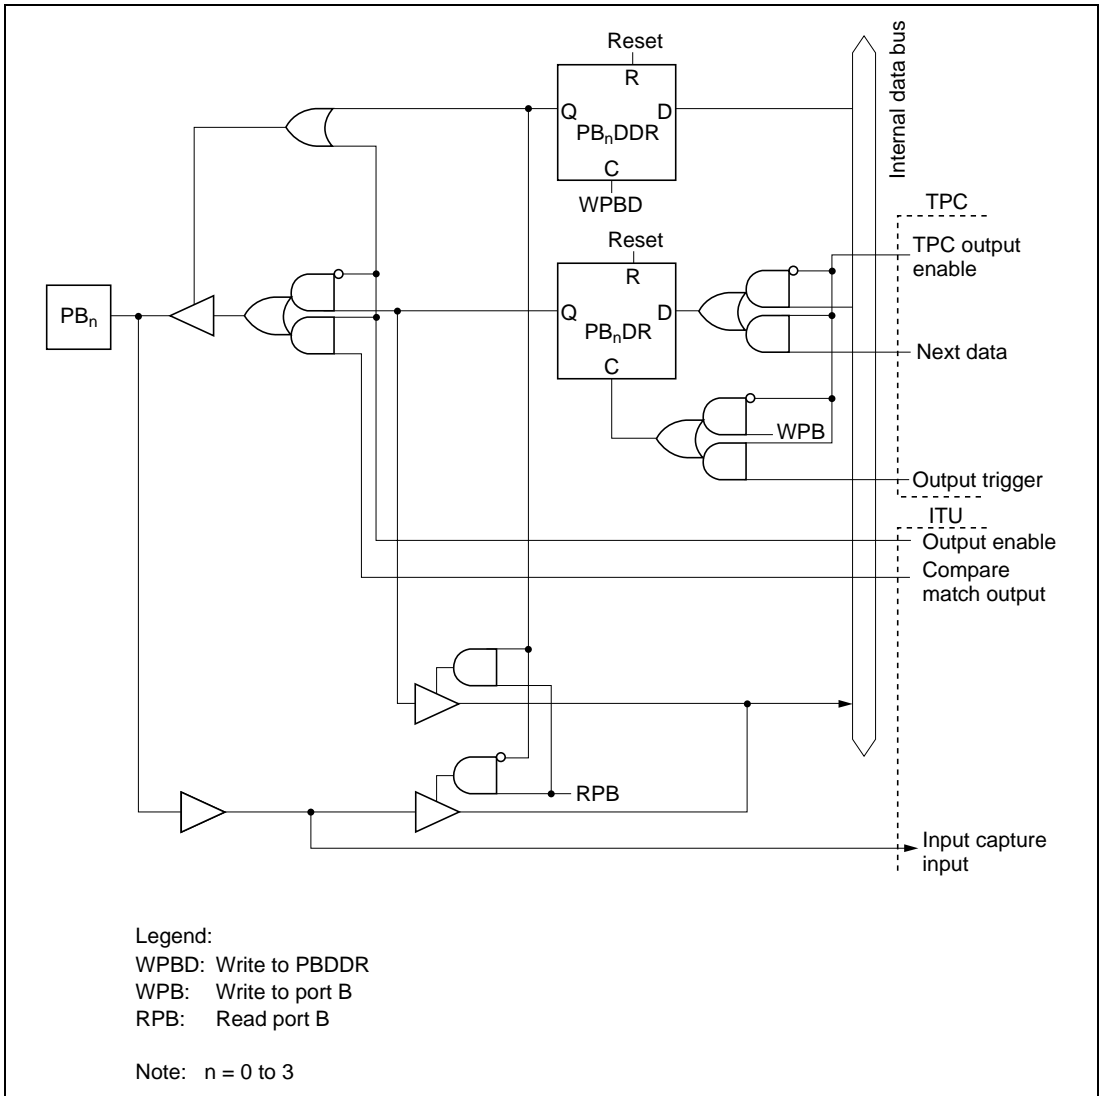 Reset
R
Q
D
PBnDDR
C
WPBD
Internal data bus
TPC
TPC output
enable
Reset
R
Q
D
PBnDR
C
PBn
Next data
WPB
Output trigger
ITU
Output enable
Compare
match output
RPB
Input capture
input
Legend:
WPBD: Write to PBDDR
WPB: Write to port B
RPB: Read port B
Note: n = 0 to 3